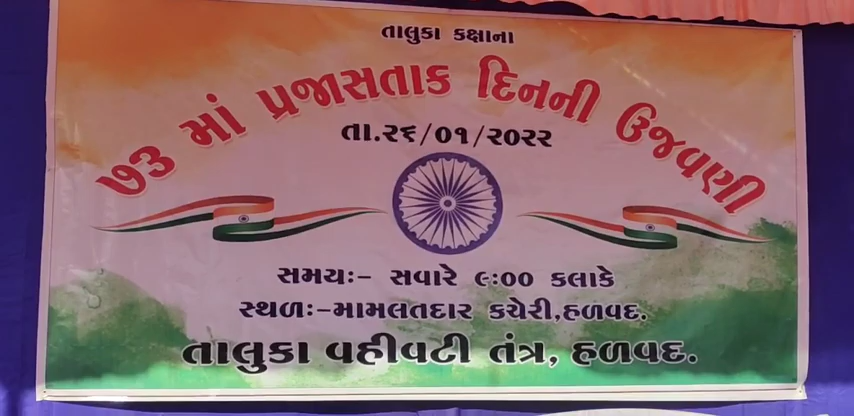 તાલુકા કક્ષાના
૭૩ માં પ્રજાસતાક દિનની ઉજવણી
તા.૨૬/૦૧/૨૦૨૨
સમયઃ- સવારે ૯ઃ૦૦ કલાકે
સ્થળઃ-મામલતદાર કચેરી,હળવદ.
તાલુકા વહીવટી તંત્ર, હળવદ.